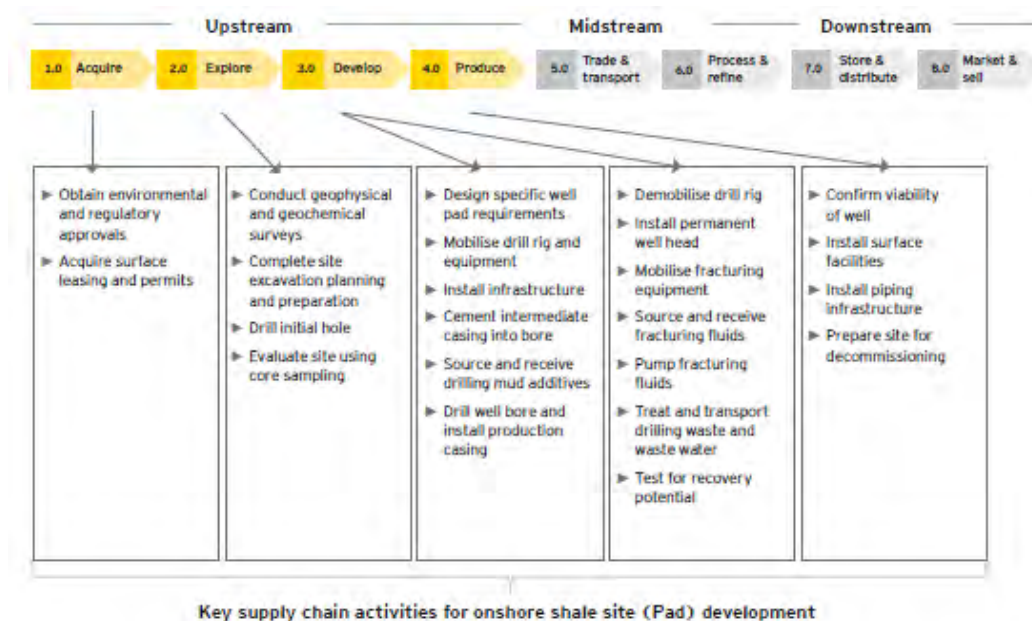 Upstream
Midstream
Downstream
1.0 Acquire
2.0 Explore
3.0 Develop
4.0 Produce
5.0 Trade &
transport
6.0 Process &
refine
7.0 Store &
distribute
8.0 Market &
sell
► Obtain environmental
and regulatory
approvals
► Acquire surface
leasing and permits
► Conduct geophysical
and geochemical
surveys
► Complete site
excavation planning
and preparation
► Drill initial hole
► Evaluate site using
core sampling
► Design specific well
pad requirements
► Mobilise drill rig and
equipment
► Install infrastructure
► Cement intermediate
casing into bore
► Source and receive
drilling mud additives
► Drill well bore and
install production
casing
► Demobilise drill rig
► Install permanent
well head
► Mobilise fracturing
equipment
► Source and receive
fracturing fluids
► Pump fracturing
fluids
► Treat and transport
drilling waste and
waste water
► Test for recovery
potential
► Confirm viability
of well
► Install surface
facilities
► Install piping
infrastructure
► Prepare site for
decommissioning
Key supply chain activities for onshore shale site (Pad) development